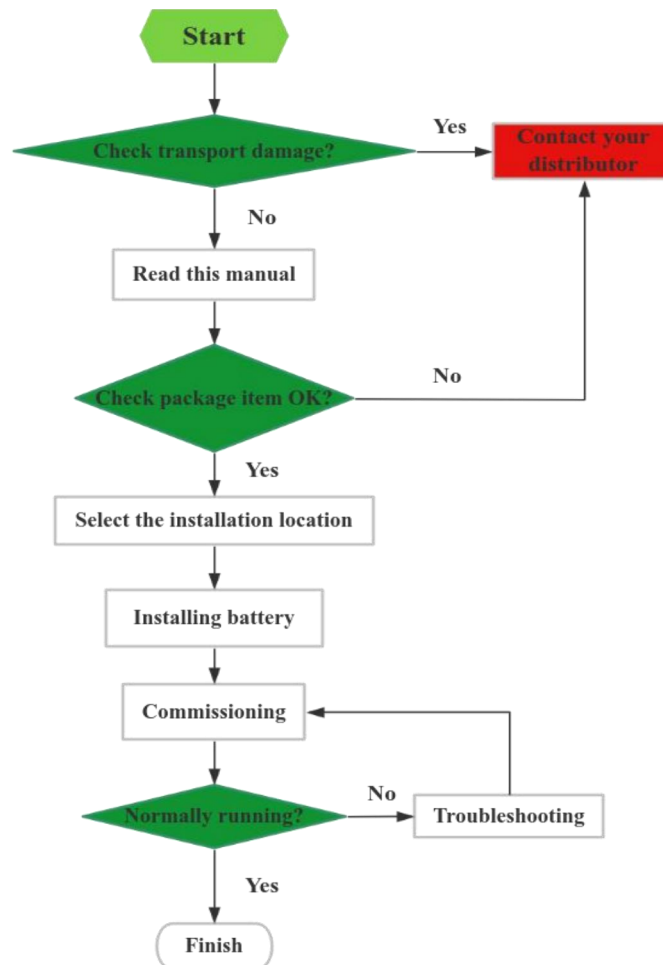 Start
Check transport damage?
Yes
Contact your
distributor
No
Read this manual
Check package item OK?
No
Yes
Select the installation location
Installing battery
Commissioning
Normally running?
No
Troubleshooting
Yes
Finish